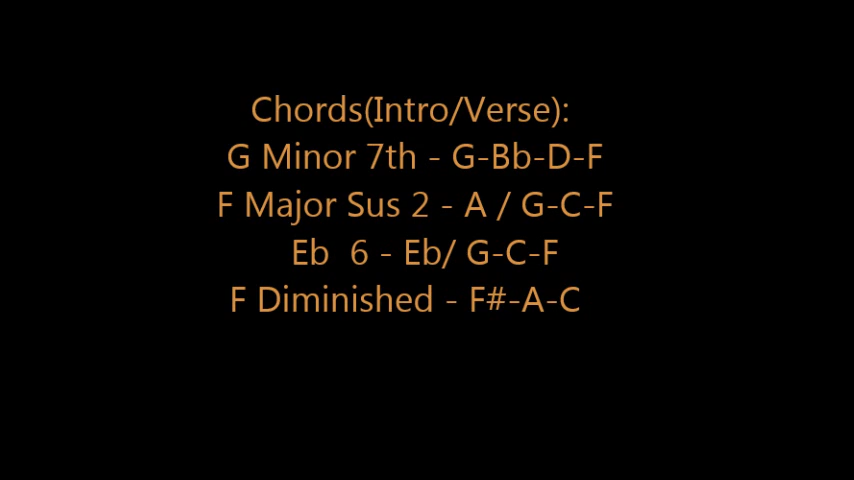 Chords(Intro/Verse):
G Minor 7th - G-Bb-D-F
F Major Sus 2 - A / G-C-F
Eb  6 - Eb/ G-C-F
F Diminished - F#-A-C